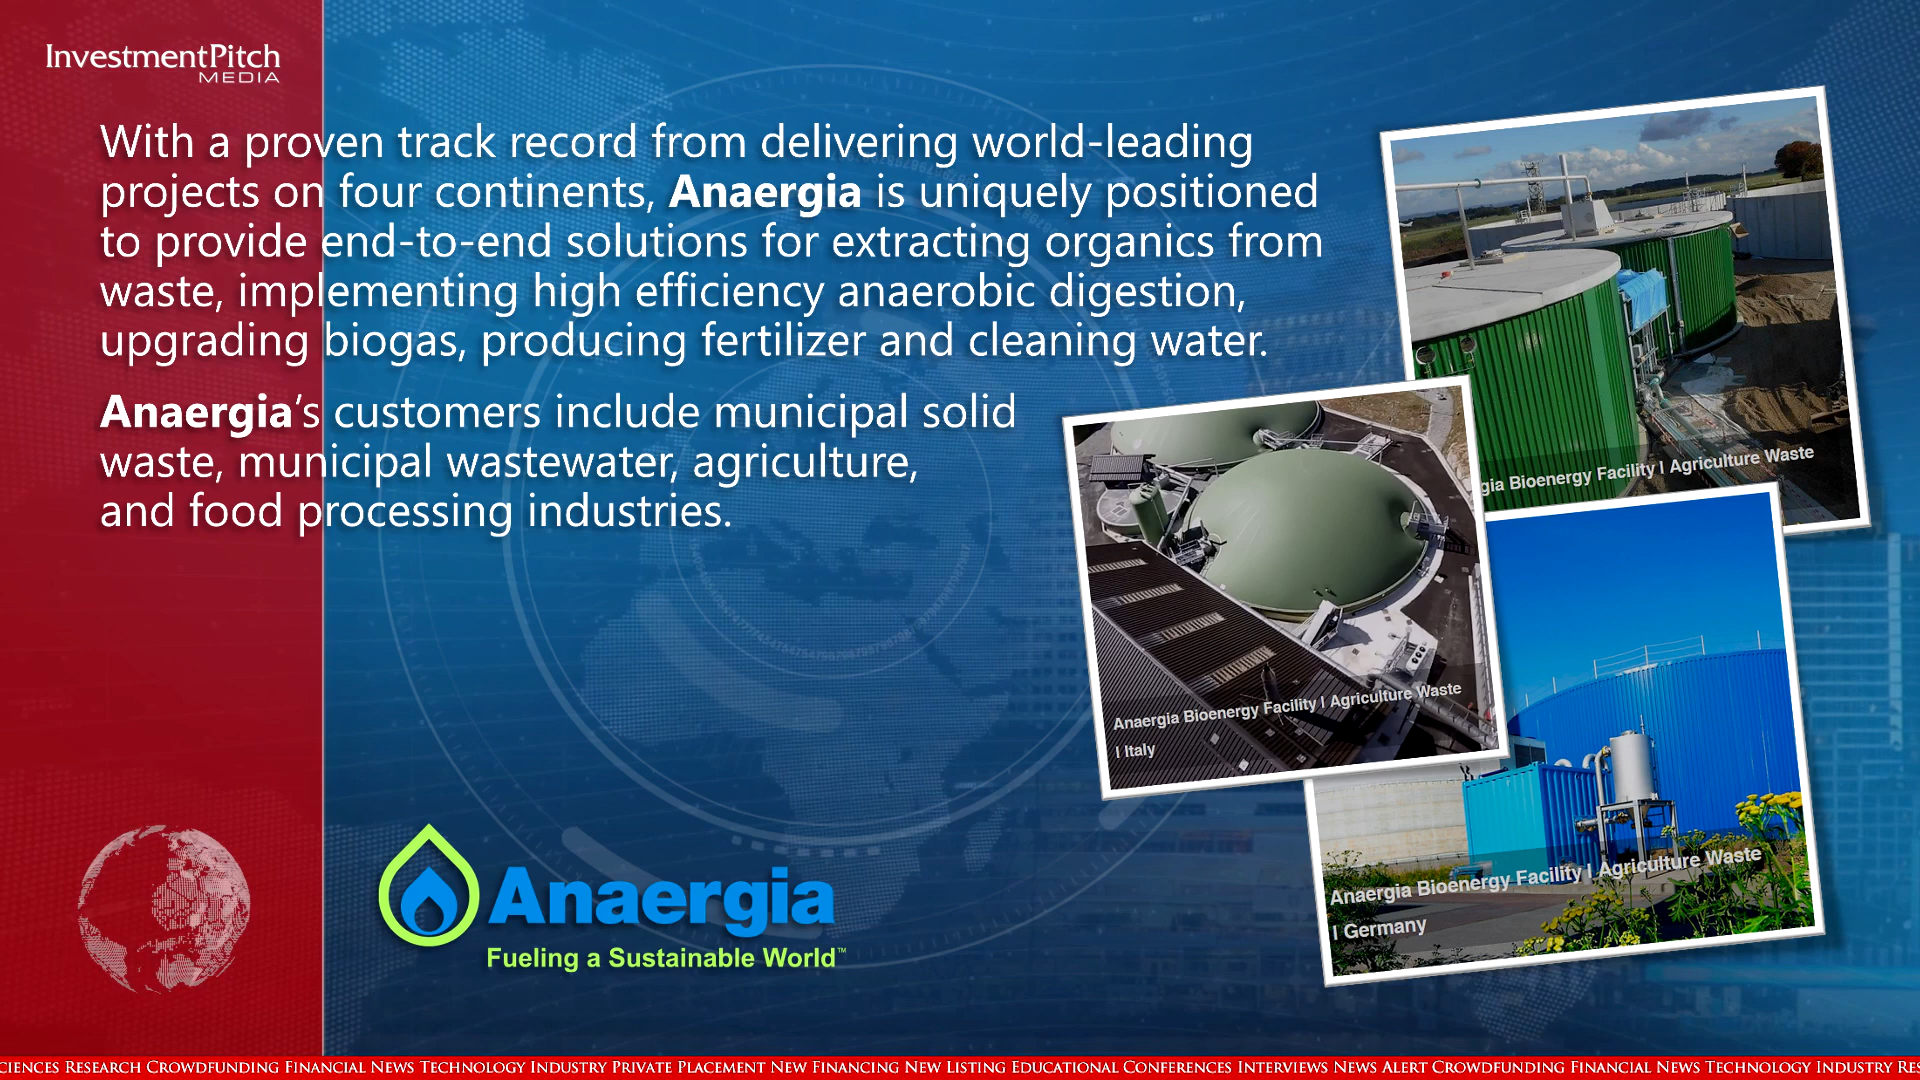 InvestmentPitch
MEDIA
With a proven track record from delivering world-leading
projects on four continents, Anaergia is uniquely positioned
to provide end-to-end solutions for extracting organics from
waste, implementing high efficiency anaerobic digestion,
upgrading biogas, producing fertilizer and cleaning water.
Anaergia's customers include municipal solid
waste, municipal wastewater, agriculture,
and food processing industries.
Bioenergy Facility | Agriculture Waste
Anaergia Bioenergy Facility | Agriculture Waste
| Italy
Anaergia Bioenergy Facility | Agriculture Waste
| Germany
Anaergia
Fueling a Sustainable World™
RESEARCH CROWDFUNDING FINANCIAL NEWS TECHNOLOGY INDUSTRY PRIVATE PLACEMENT NEW FINANCING NEW LISTING EDUCATIONAL CONFERENCES INTERVIEWS NEWS ALERT CROWDFUNDING FINANCIAL NEWS TECHNOLOGY INDUSTRY